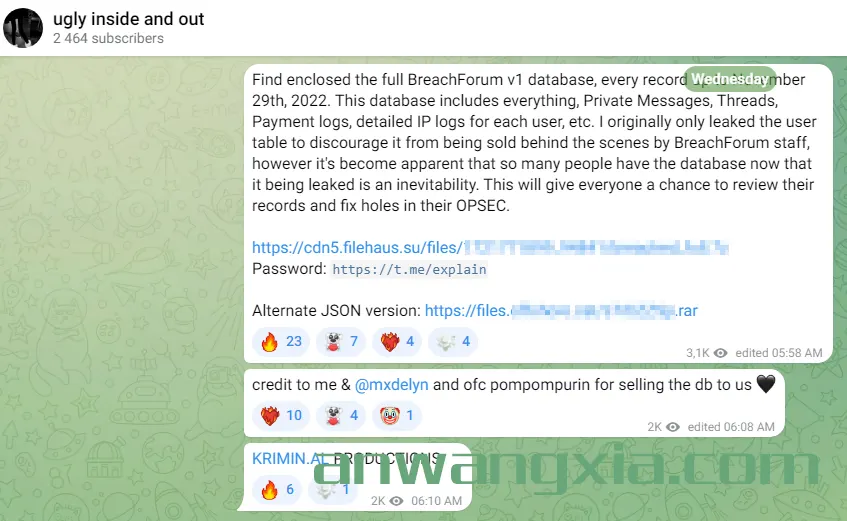 ugly inside and out
2 464 subscribers
Wednesday
Find enclosed the full BreachForum v1 database, every record
29th, 2022. This database includes everything, Private Messages, Threads,
Payment logs, detailed IP logs for each user, etc. I originally only leaked the user
table to discourage it from being sold behind the scenes by BreachForum staff,
however it's become apparent that so many people have the database now that
it being leaked is an inevitability. This will give everyone a chance to review their
records and fix holes in their OPSEC.
https://cdn5.filehaus.su/files/
Password: https://t.me/explain
Alternate JSON version: https://files. .rar
23 7 4 4
3,1K edited 05:58 AM
credit to me & @mxdelyn and ofc pompompurin for selling the db to us
10 4 1
2K edited 06:08 AM
KRIMIN.AL PRODUCTIONS
6 1
2K 06:10 AM
anwangxia.com